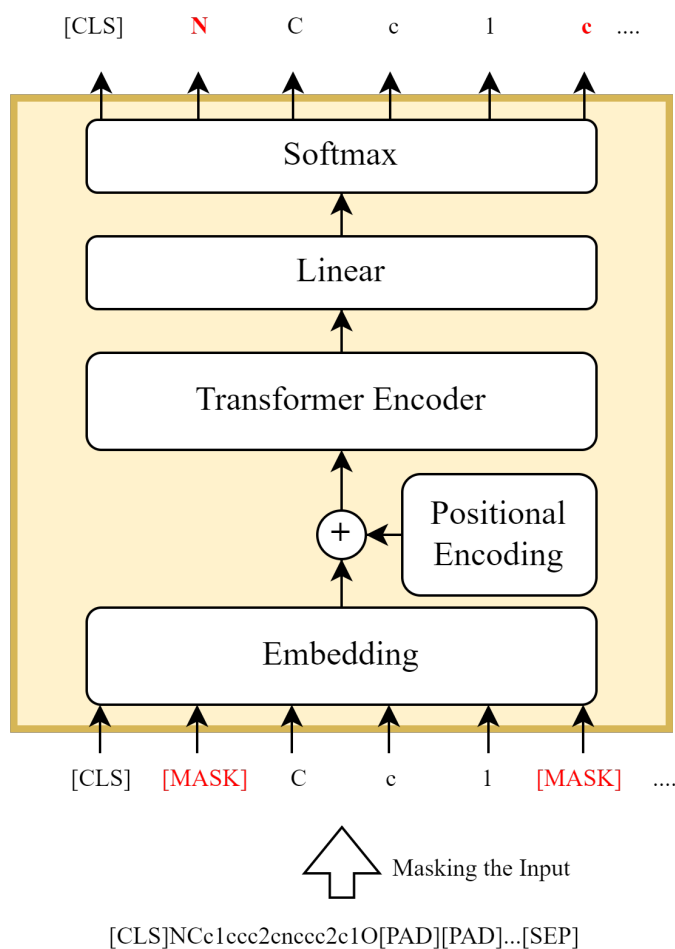 [CLS] N C c 1 c ....
Softmax
Linear
Transformer Encoder
+
Positional
Encoding
Embedding
[CLS] [MASK] C c 1 [MASK] ....
Masking the Input
[CLS]NCc1ccc2cnccc2c1O[PAD][PAD]...[SEP]